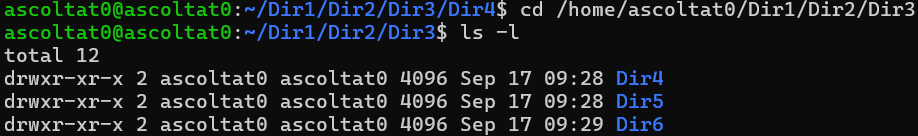 ascoltat0@ascoltat0:~/Dir1/Dir2/Dir3/Dir4$ cd /home/ascoltat0/Dir1/Dir2/Dir3
ascoltat0@ascoltat0:~/Dir1/Dir2/Dir3$ ls -l
total 12
drwxr-xr-x 2 ascoltat0 ascoltat0 4096 Sep 17 09:28 Dir4
drwxr-xr-x 2 ascoltat0 ascoltat0 4096 Sep 17 09:28 Dir5
drwxr-xr-x 2 ascoltat0 ascoltat0 4096 Sep 17 09:29 Dir6